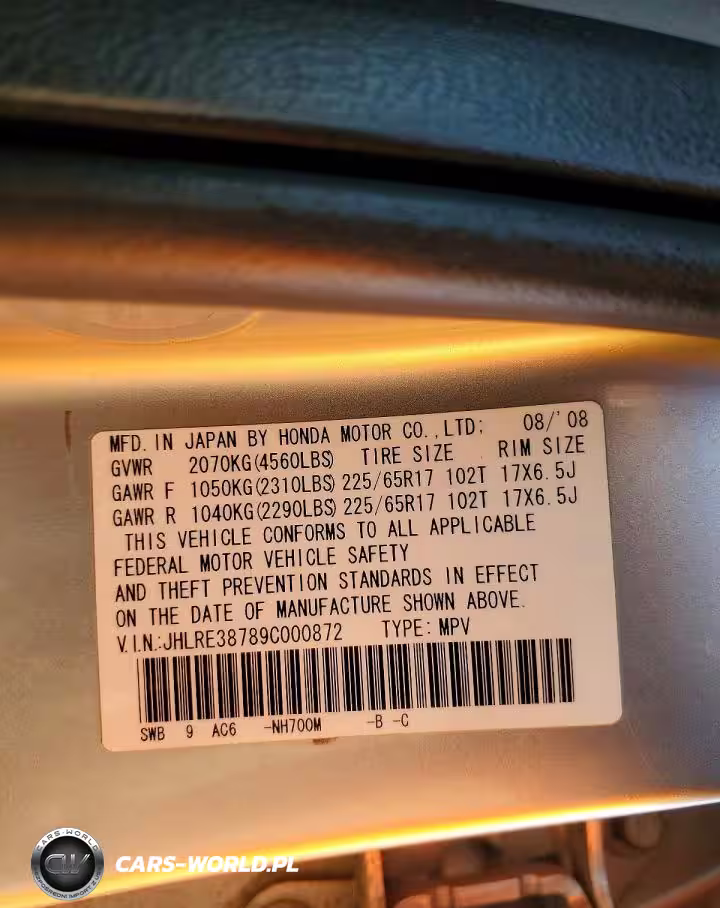 MFD. IN JAPAN BY HONDA MOTOR CO., LTD: 08/'08
GVWR 2070KG(4560LBS) TIRE SIZE RIM SIZE
GAWR F 1050KG(2310LBS) 225/65R17 102T 17X6.5J
GAWR R 1040KG(2290LBS) 225/65R17 102T 17X6.5J
THIS VEHICLE CONFORMS TO ALL APPLICABLE
FEDERAL MOTOR VEHICLE SAFETY
AND THEFT PREVENTION STANDARDS IN EFFECT
ON THE DATE OF MANUFACTURE SHOWN ABOVE.
V.I.N.:JHLRE38789C000872 TYPE: MPV
SWB 9 AC6 -NH700M -B -C
CARS-WORLD
CW
CARS-WORLD.PL